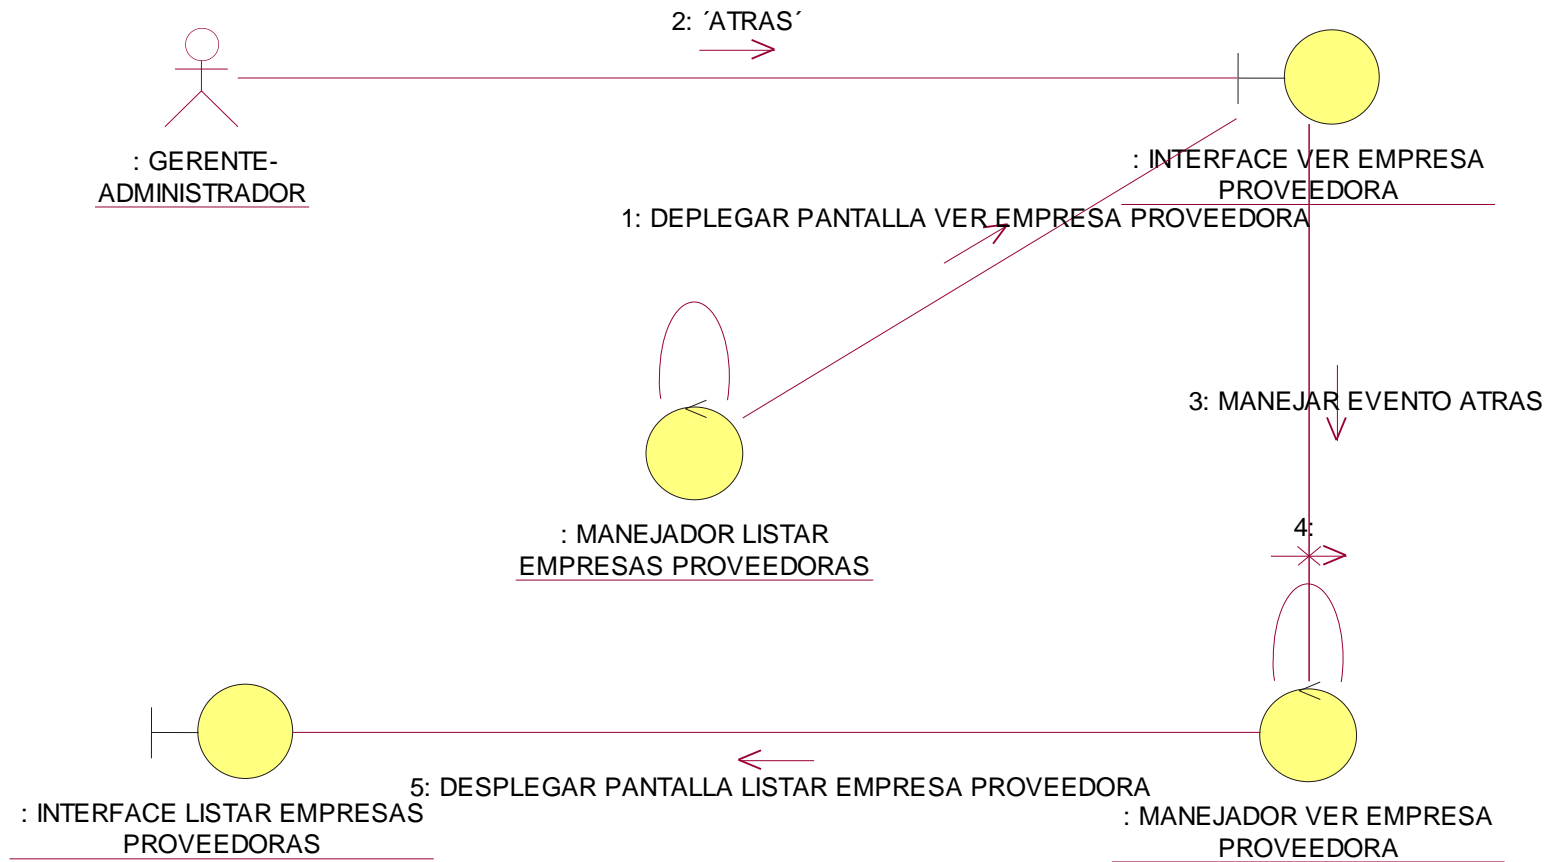 2: ´ATRAS´
: GERENTE-
ADMINISTRADOR
: INTERFACE VER EMPRESA
PROVEEDORA
1: DEPLEGAR PANTALLA VER EMPRESA PROVEEDORA
3: MANEJAR EVENTO ATRAS
: MANEJADOR LISTAR
EMPRESAS PROVEEDORAS
4:
5: DESPLEGAR PANTALLA LISTAR EMPRESA PROVEEDORA
: INTERFACE LISTAR EMPRESAS
PROVEEDORAS
: MANEJADOR VER EMPRESA
PROVEEDORA